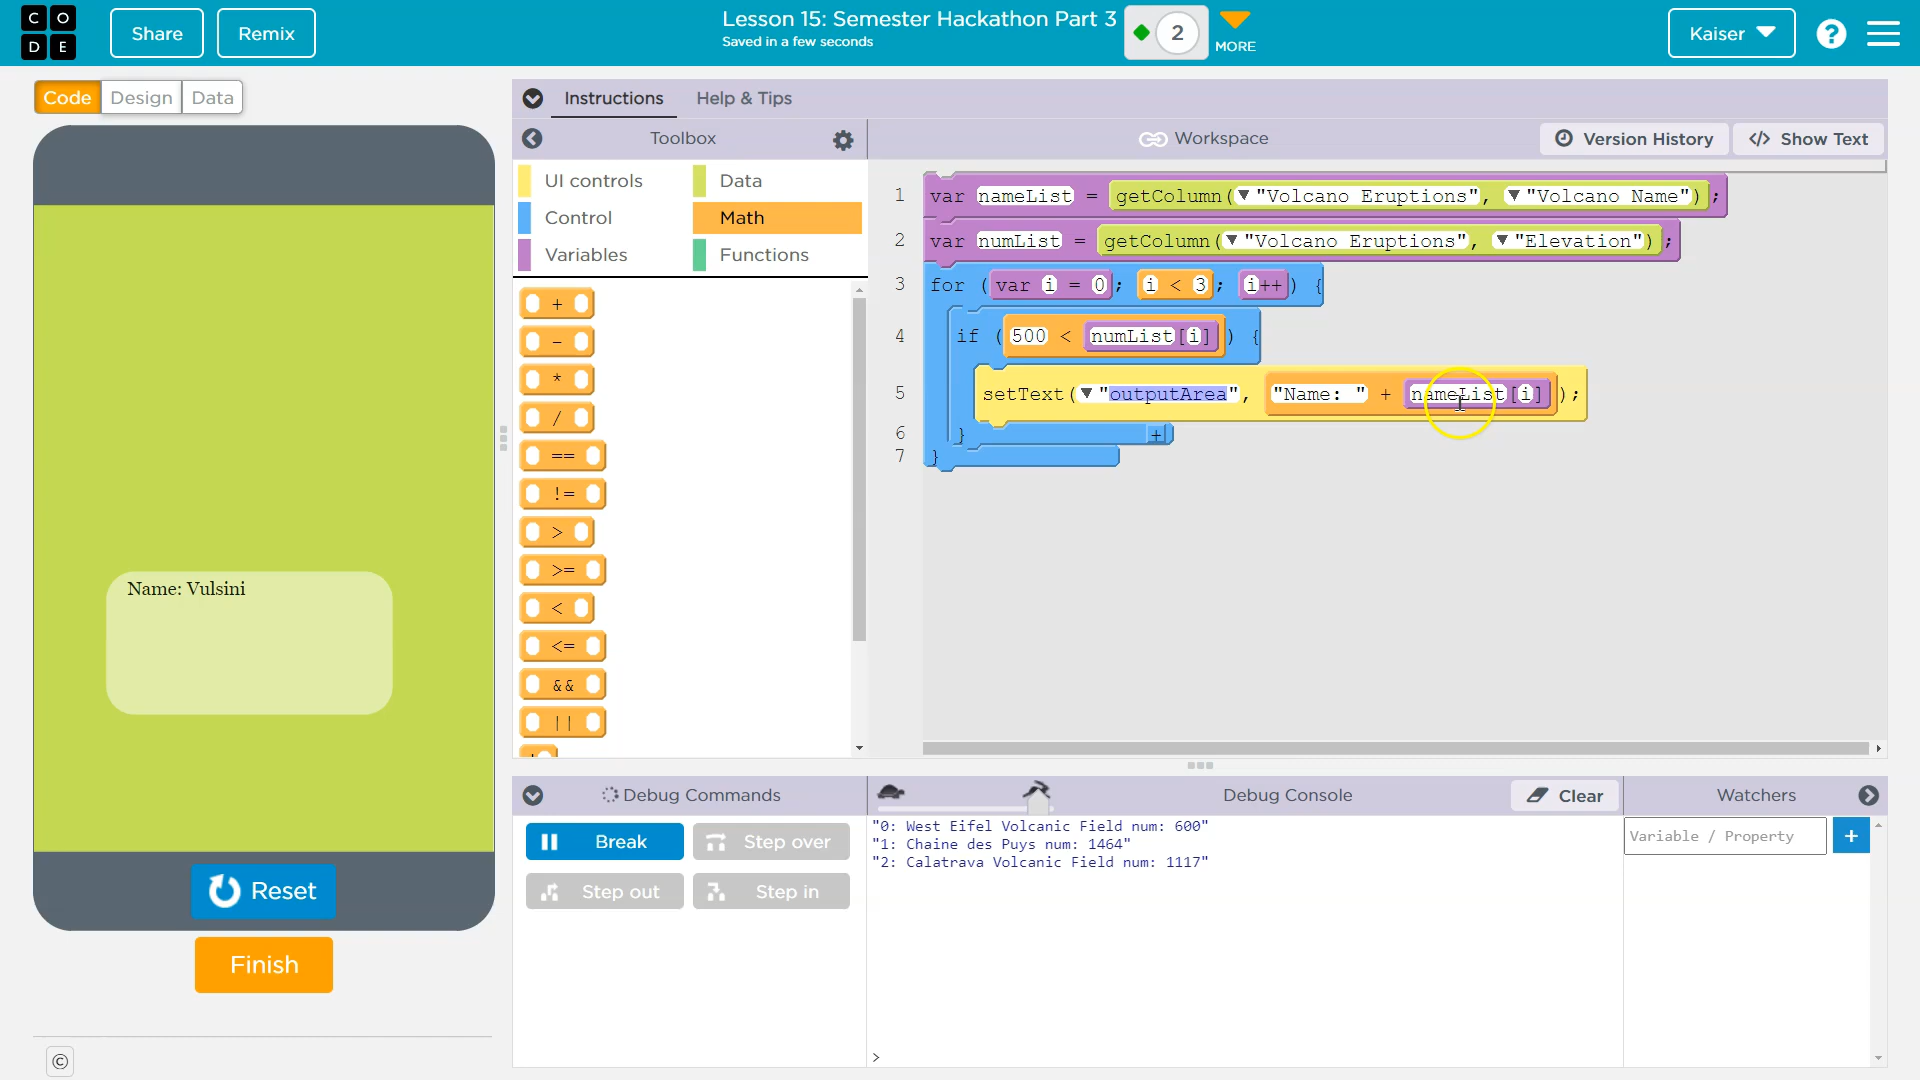 C O
D E
Share
Remix
Lesson 15: Semester Hackathon Part 3
Saved in a few seconds
2
MORE
Kaiser
?
Code
Design
Data
Instructions
Help & Tips
Toolbox
Workspace
Version History
</> Show Text
UI controls
Data
Control
Math
Variables
Functions
+
-
*
/
==
!=
>
>=
<
<=
&&
||
1 var nameList = getColumn(▼"Volcano Eruptions", ▼"Volcano Name");
2 var numList = getColumn(▼"Volcano Eruptions", ▼"Elevation");
3 for (var i = 0; i < 3; i++) {
4 if (500 < numList[i]) {
5 setText(▼"outputArea", "Name: " + nameList[i]);
6 } +
7 }
Name: Vulsini
Reset
Finish
©
Debug Commands
Break
Step over
Step out
Step in
Debug Console
Clear
"0: West Eifel Volcanic Field num: 600"
"1: Chaine des Puys num: 1464"
"2: Calatrava Volcanic Field num: 1117"
>
Watchers
Variable / Property
+